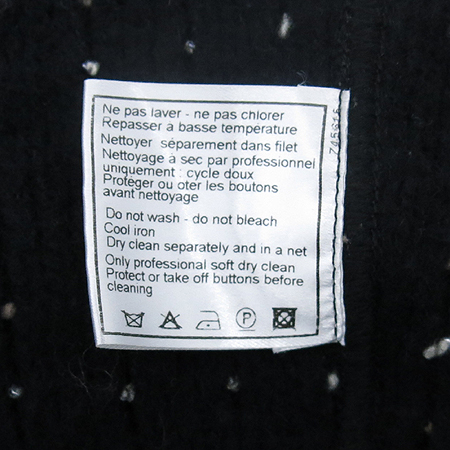 Ne pas laver - ne pas chlorer
Repasser à basse temperature
Nettoyer séparement dans filet
Nettoyage à sec par professionnel
uniquement : cycle doux
Protéger ou oter les boutons
avant nettoyage
Do not wash - do not bleach
Cool iron
Dry clean separately and in a net
Only professional soft dry clean
Protect or take off buttons before
cleaning
P